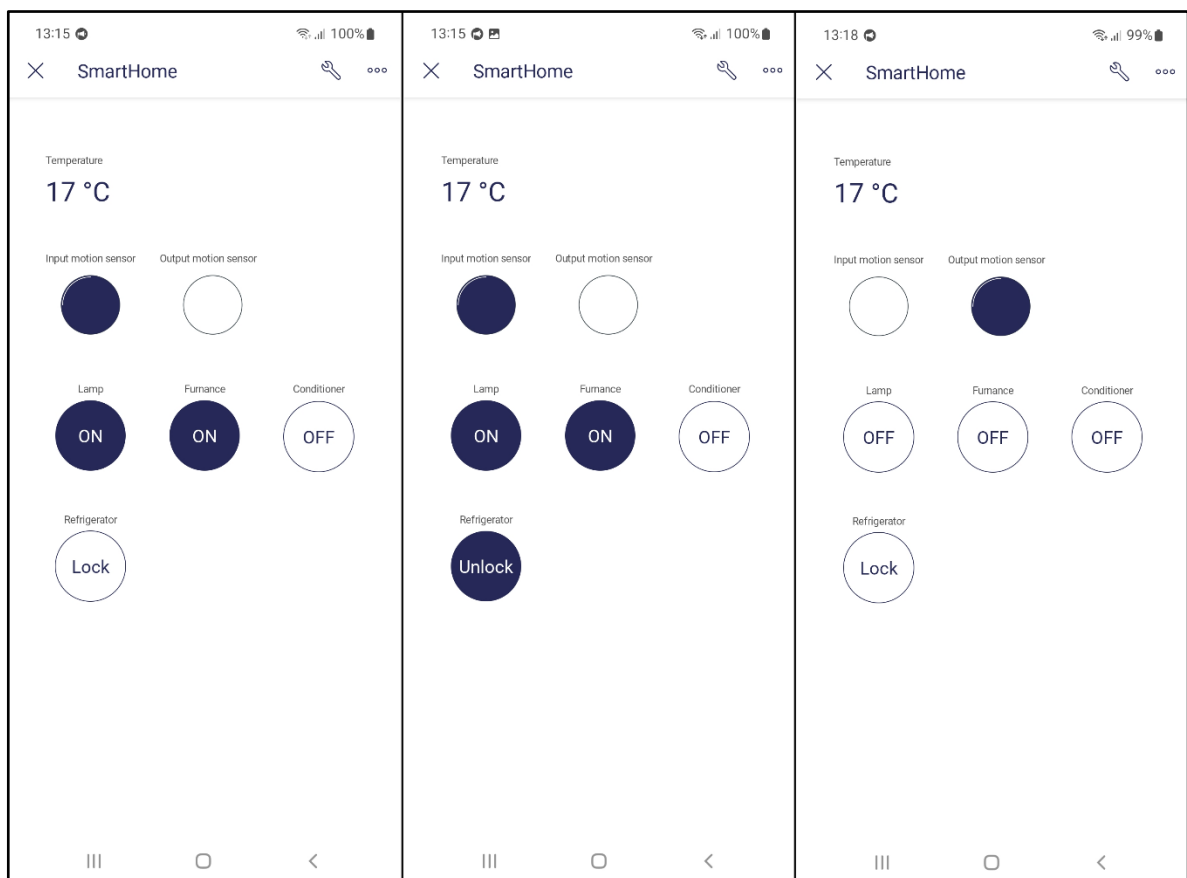 13:15 100%
SmartHome
Temperature
17 °C
Input motion sensor Output motion sensor
Lamp Furnance Conditioner
ON ON OFF
Refrigerator
Lock
13:15 100%
SmartHome
Temperature
17 °C
Input motion sensor Output motion sensor
Lamp Furnance Conditioner
ON ON OFF
Refrigerator
Unlock
13:18 99%
SmartHome
Temperature
17 °C
Input motion sensor Output motion sensor
Lamp Furnance Conditioner
OFF OFF OFF
Refrigerator
Lock